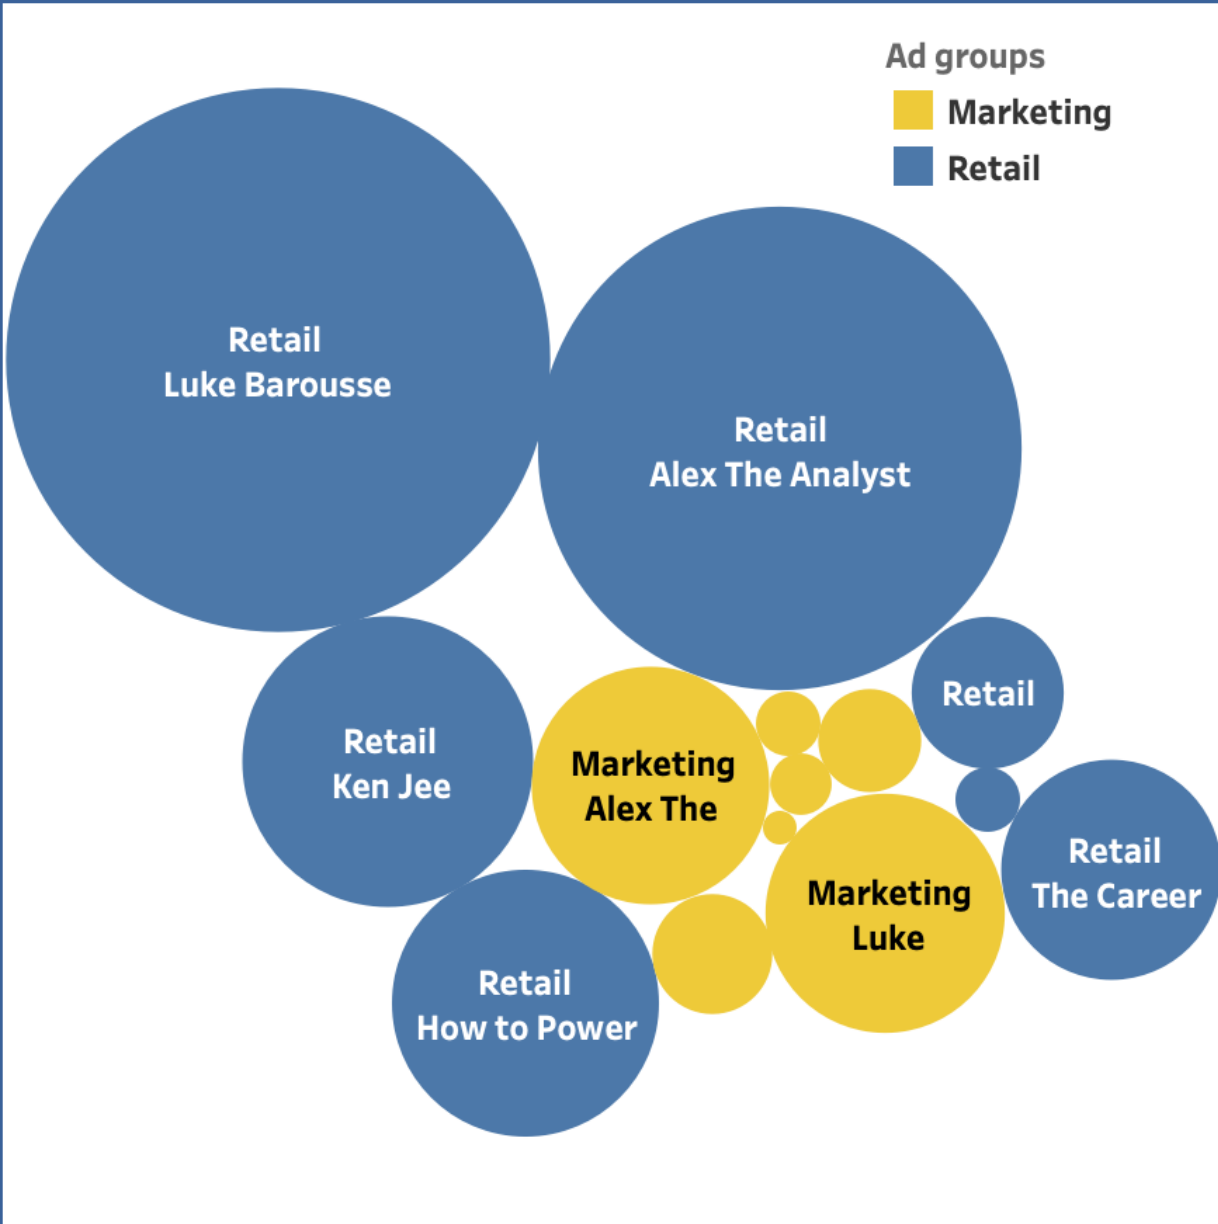 Ad groups
Marketing
Retail
Retail
Luke Barousse
Retail
Alex The Analyst
Retail
Ken Jee
Marketing
Alex The
Retail
Marketing
Luke
Retail
The Career
Retail
How to Power